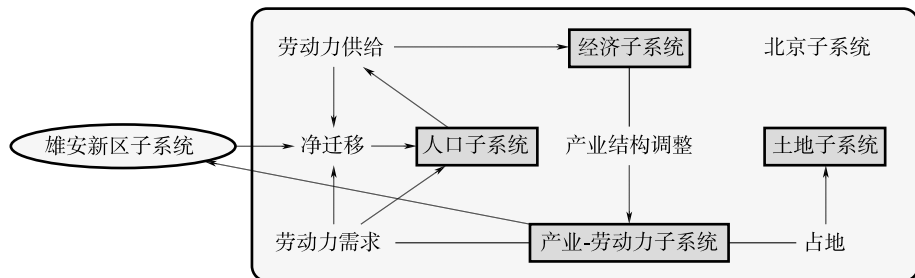 劳动力供给
经济子系统
北京子系统
雄安新区子系统
净迁移
人口子系统
产业结构调整
土地子系统
劳动力需求
产业-劳动力子系统
占地